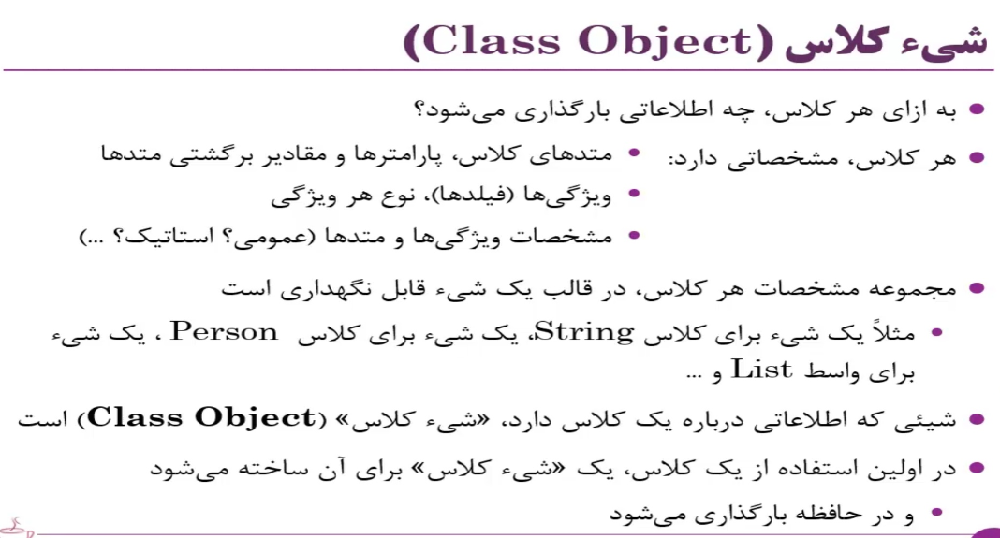 شیء کلاس (Class Object)
به ازای هر کلاس، چه اطلاعاتی بارگذاری می‌شود؟
هر کلاس، مشخصاتی دارد:
متدهای کلاس، پارامترها و مقادیر برگشتی متدها
ویژگی‌ها (فیلدها)، نوع هر ویژگی
مشخصات ویژگی‌ها و متدها (عمومی؟ استاتیک؟ ...)
مجموعه مشخصات هر کلاس، در قالب یک شیء قابل نگهداری است
مثلاً یک شیء برای کلاس String، یک شیء برای کلاس Person ، یک شیء
برای واسط List و ...
شیئی که اطلاعاتی درباره یک کلاس دارد، «شیء کلاس» (Class Object) است
در اولین استفاده از یک کلاس، یک «شیء کلاس» برای آن ساخته می‌شود
و در حافظه بارگذاری می‌شود